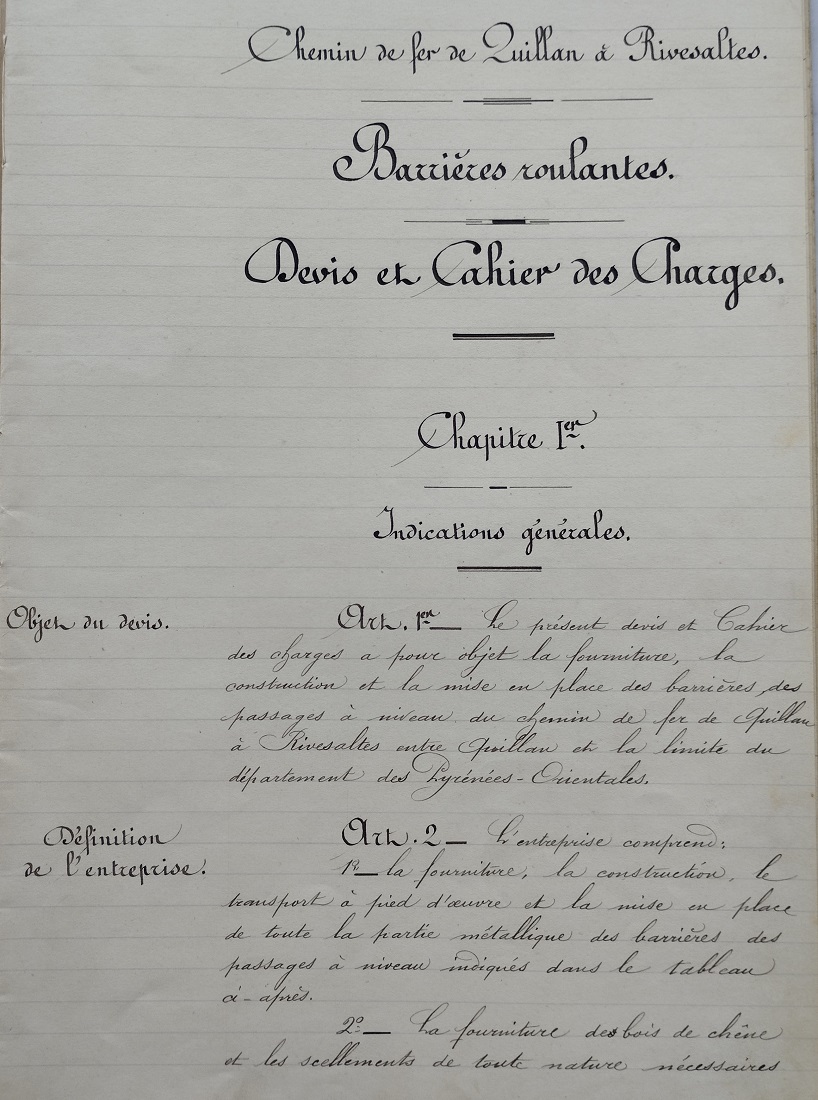 Chemin de fer de Quillan à Rivesaltes.
Barrières roulantes.
Devis et Cahier des Charges.
Chapitre Ier.
Indications générales.
Objet du devis.
Art. 1er — Le présent devis et Cahier
des charges a pour objet la fourniture, la
construction et la mise en place des barrières des
passages à niveau du chemin de fer de Quillan
à Rivesaltes entre Quillan et la limite du
département des Pyrénées-Orientales.
Définition
de l'entreprise.
Art. 2 — L'entreprise comprend:
1º — la fourniture, la construction, le
transport à pied d'œuvre et la mise en place
de toute la partie métallique des barrières des
passages à niveau indiqués dans le tableau
ci-après.
2º — La fourniture des bois de chêne
et les scellements de toute nature nécessaires